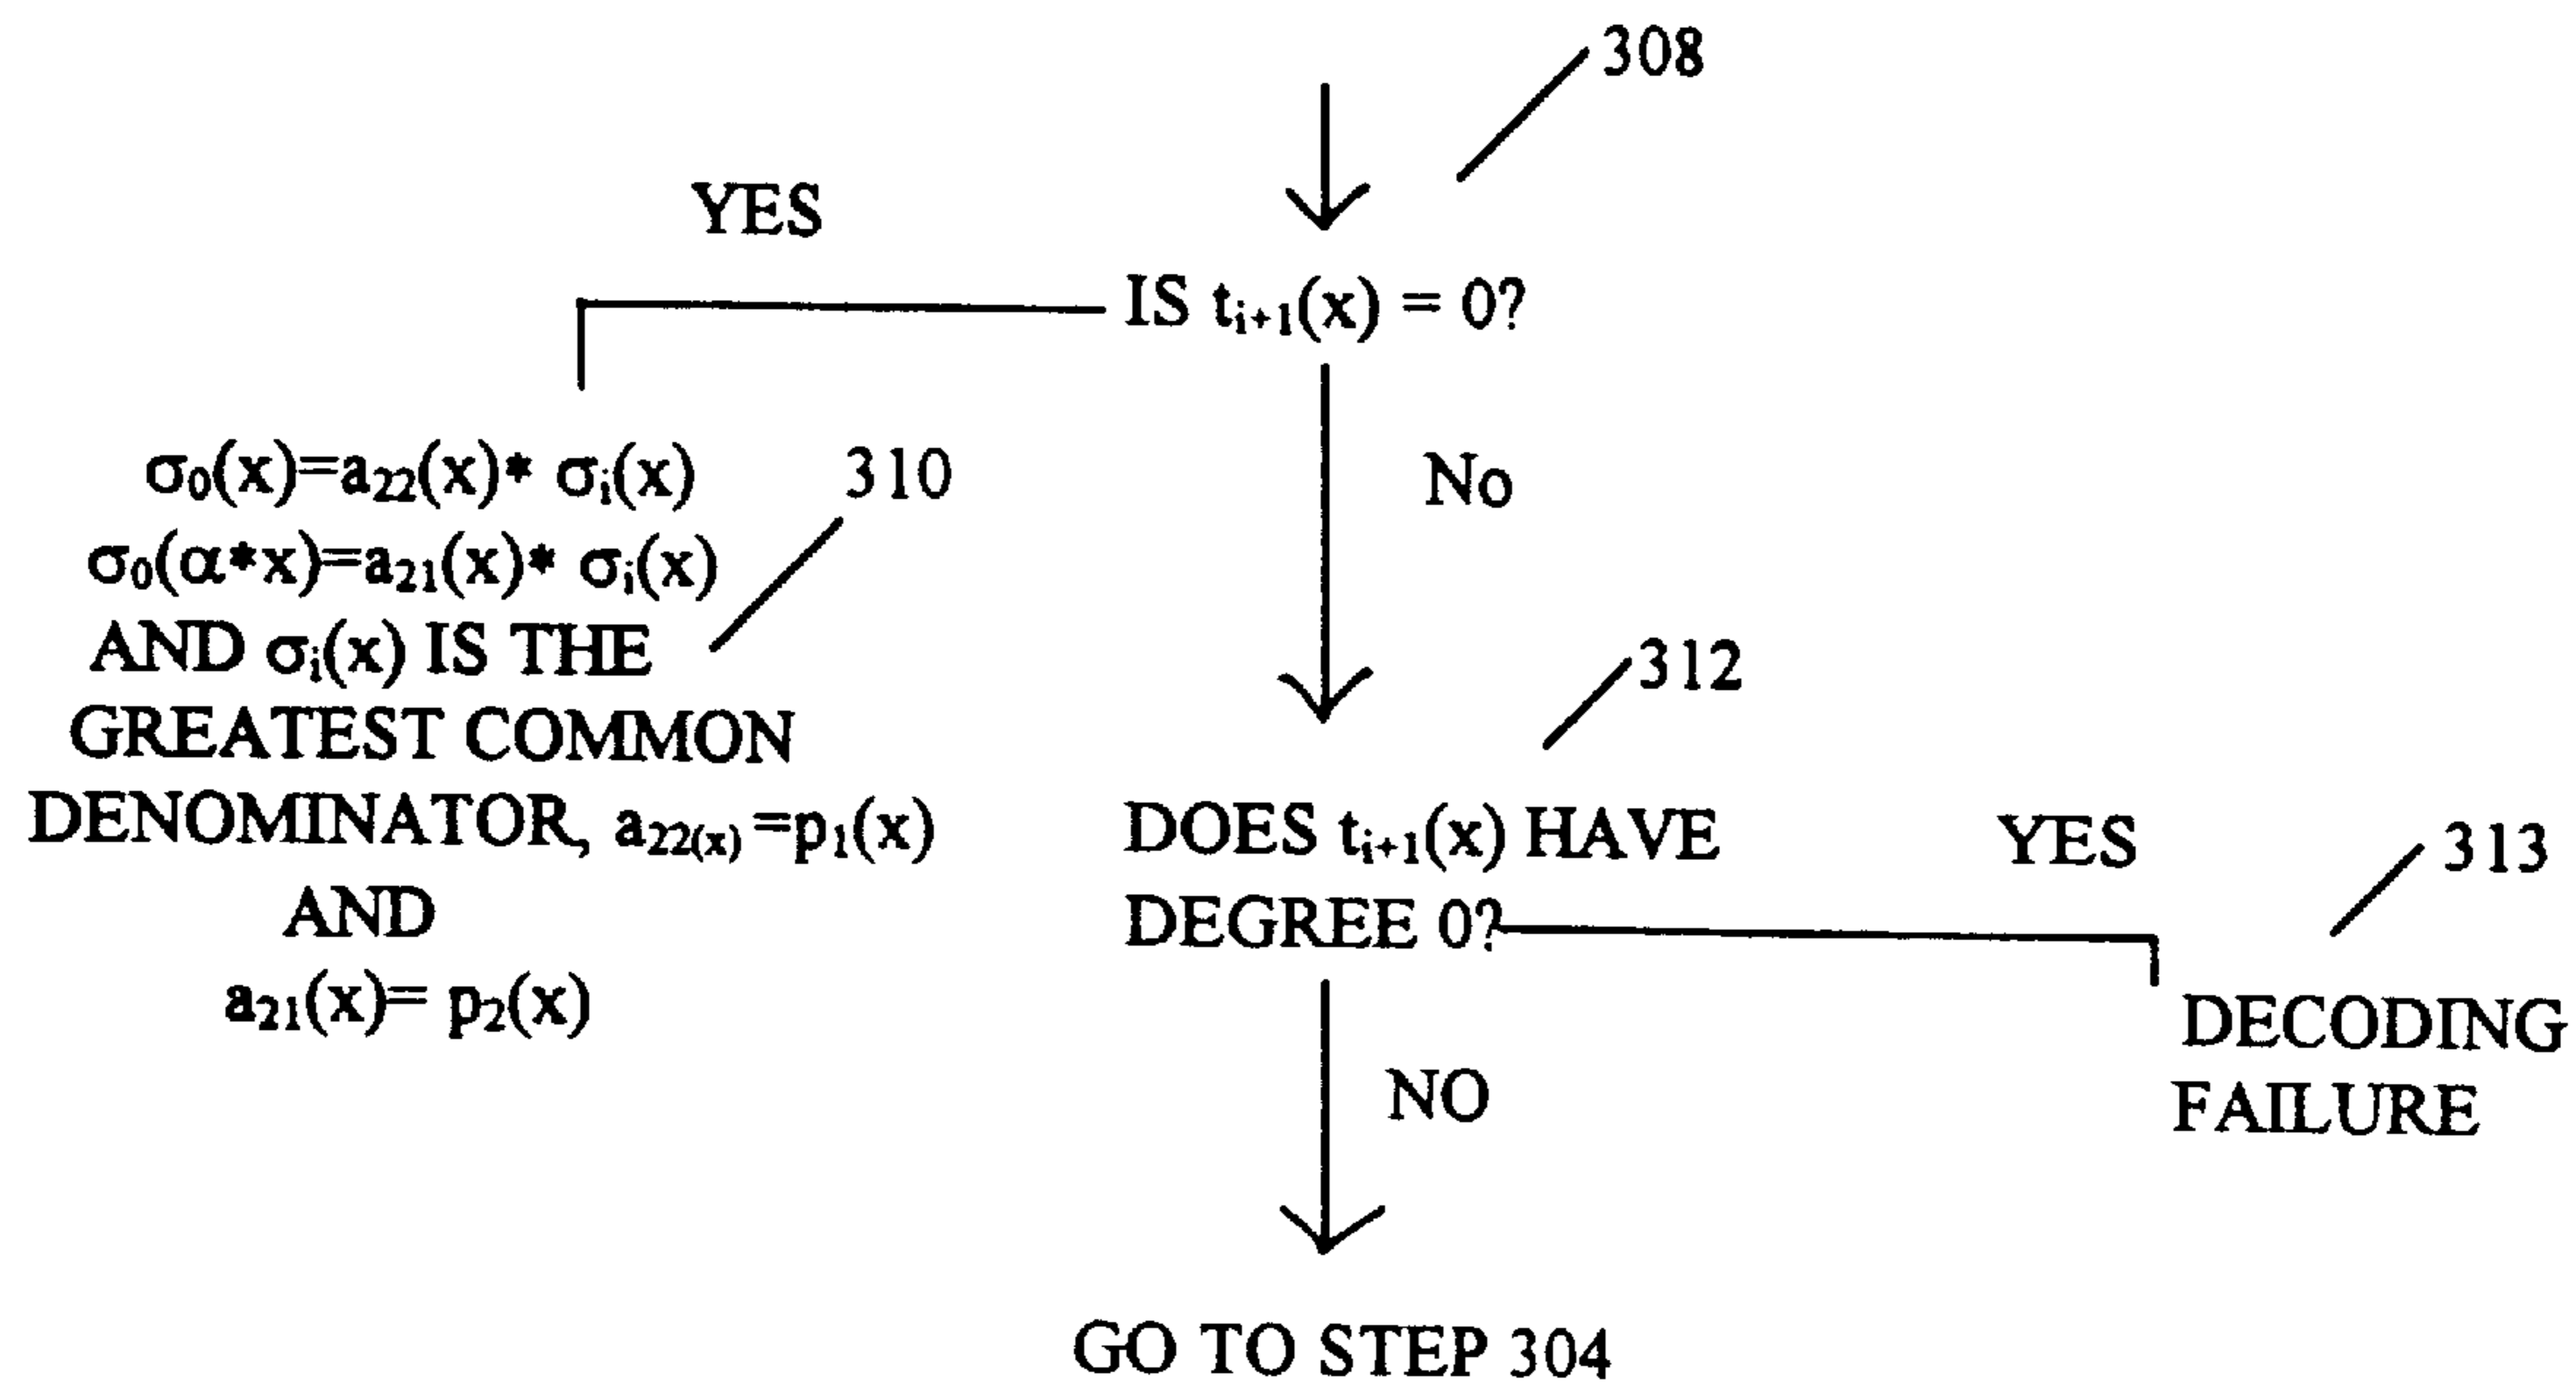 308
YES
IS tᵢ₊₁(x) = 0?
σ₀(x)=a₂₂(x)* σᵢ(x)
310
No
σ₀(α*x)=a₂₁(x)* σᵢ(x)
AND σᵢ(x) IS THE
GREATEST COMMON
DENOMINATOR, a₂₂₍ₓ₎ =p₁(x)
AND
a₂₁(x)= p₂(x)
312
DOES tᵢ₊₁(x) HAVE
DEGREE 0?
YES
313
DECODING
FAILURE
NO
GO TO STEP 304